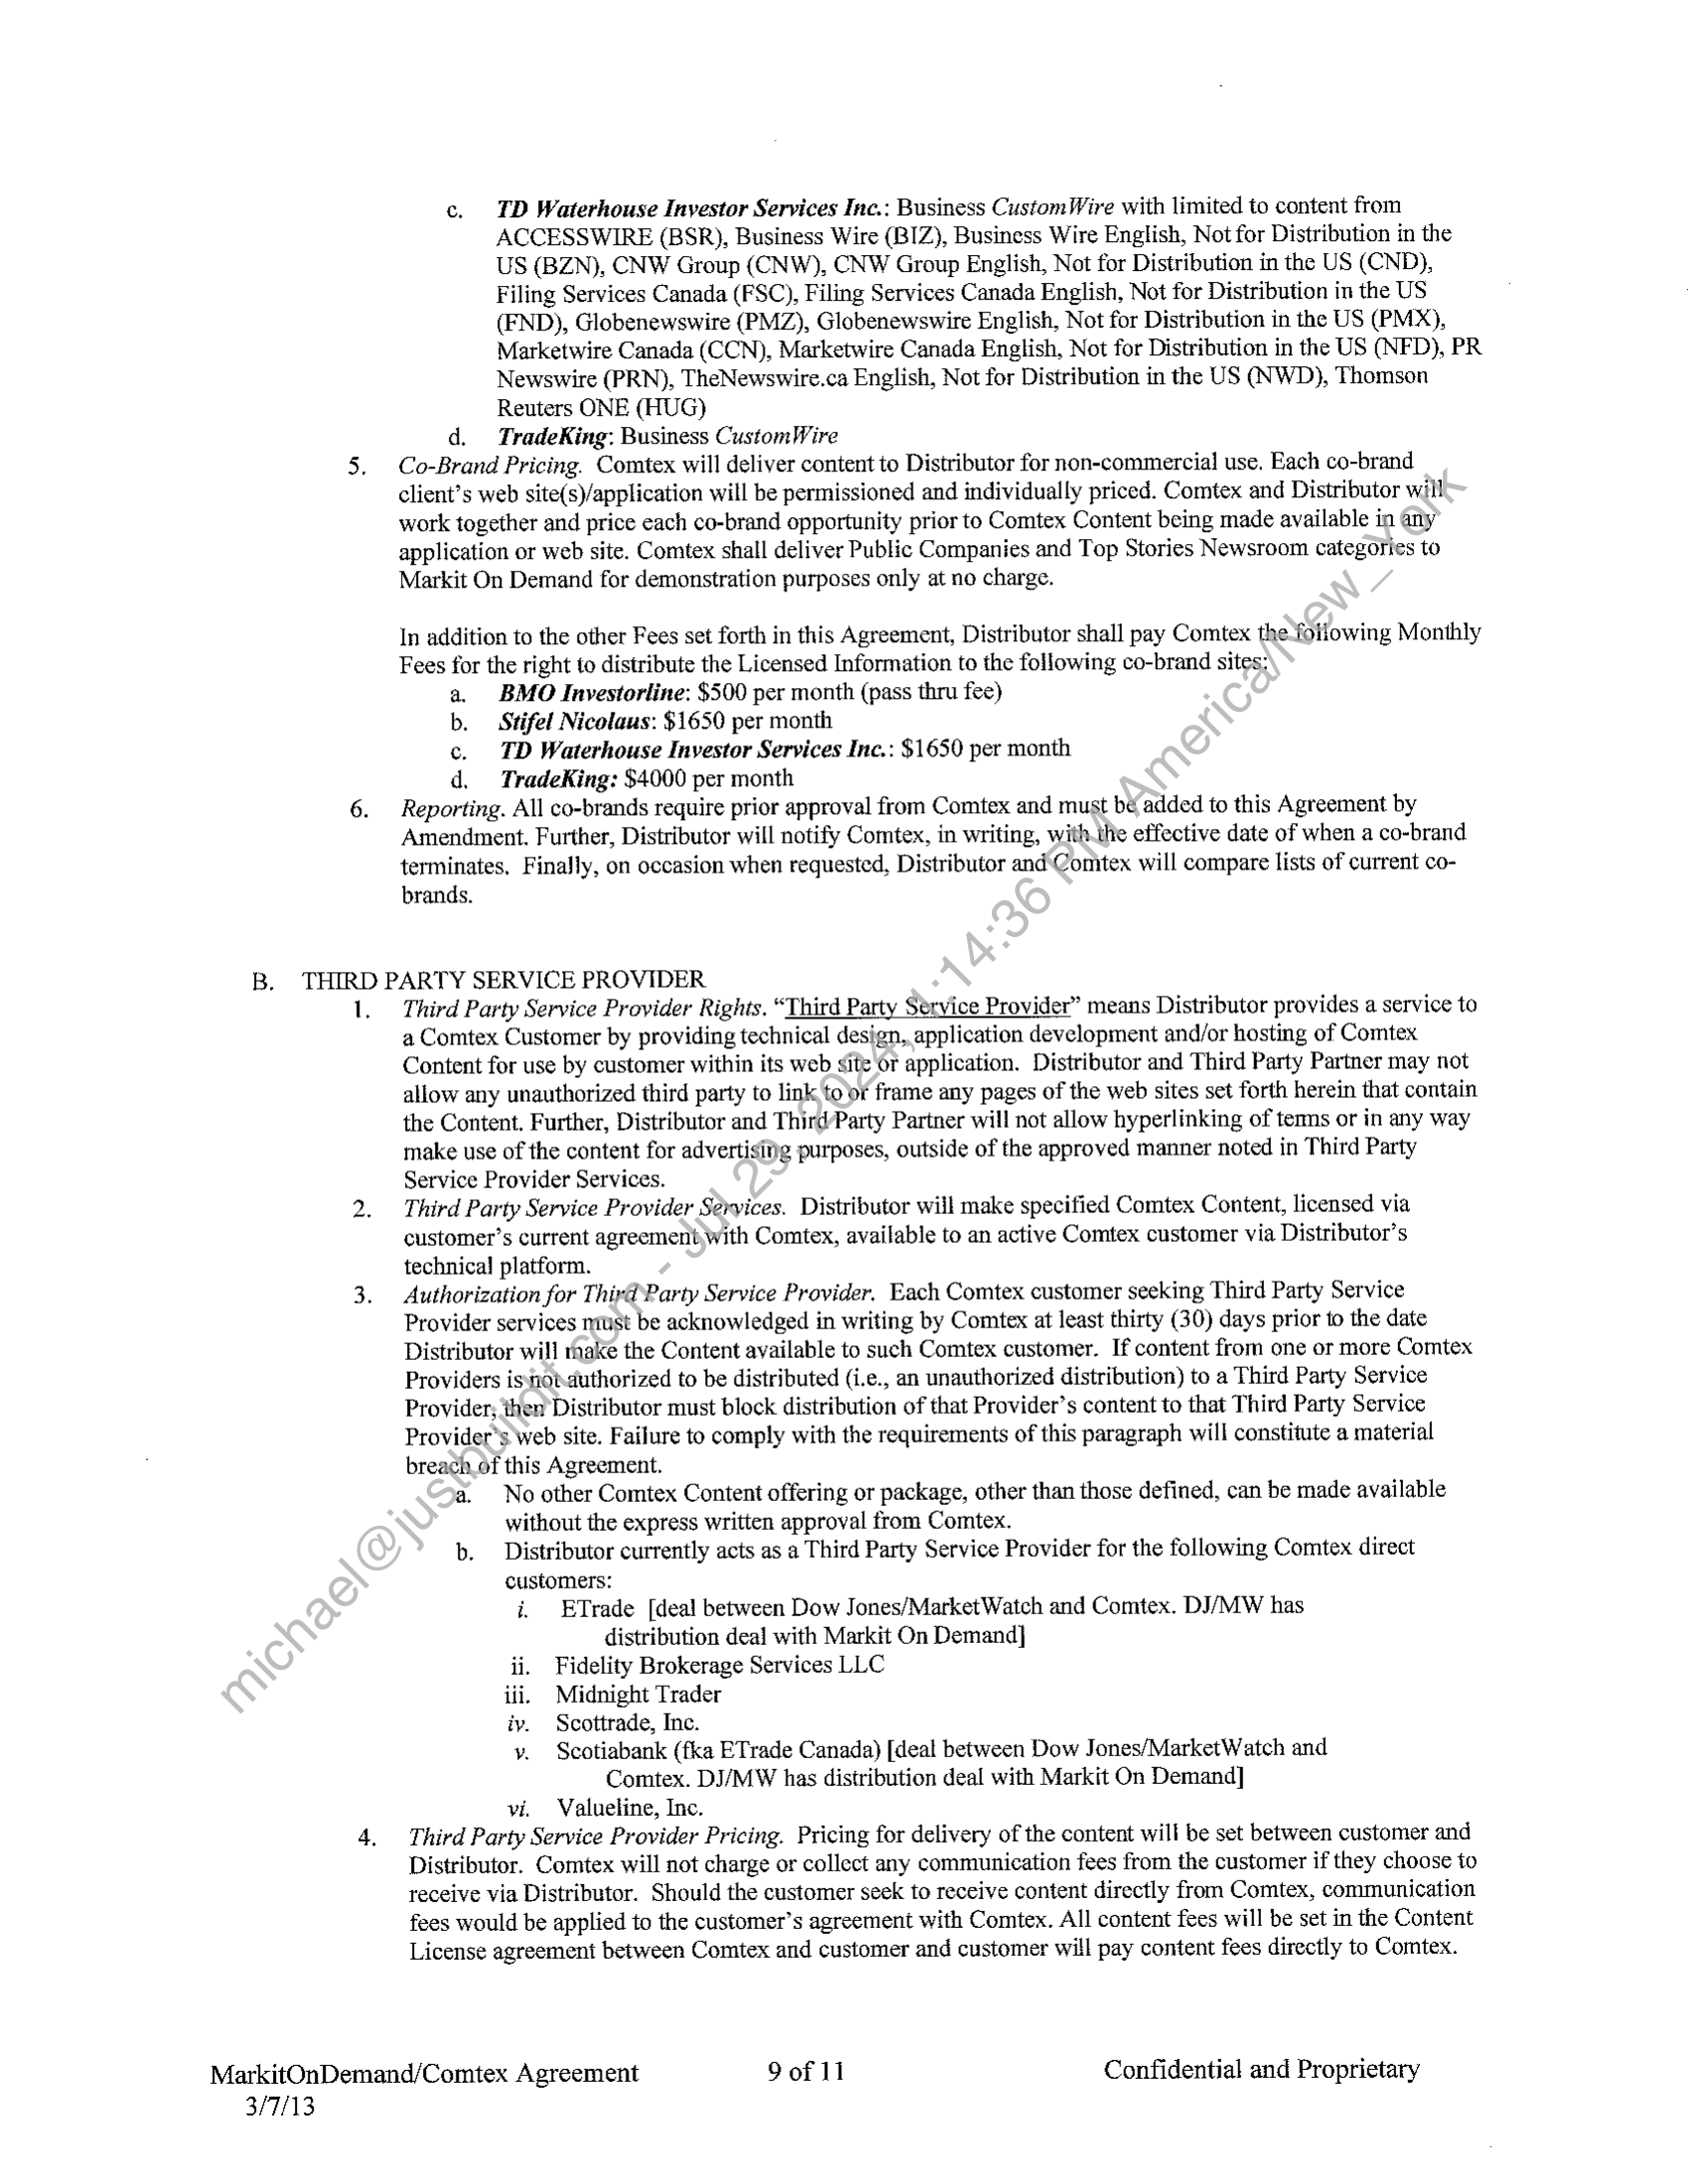 c. TD Waterhouse Investor Services Inc.: Business CustomWire with limited to content from
ACCESSWIRE (BSR), Business Wire (BIZ), Business Wire English, Not for Distribution in the
US (BZN), CNW Group (CNW), CNW Group English, Not for Distribution in the US (CND),
Filing Services Canada (FSC), Filing Services Canada English, Not for Distribution in the US
(FND), Globenewswire (PMZ), Globenewswire English, Not for Distribution in the US (PMX),
Marketwire Canada (CCN), Marketwire Canada English, Not for Distribution in the US (NFD), PR
Newswire (PRN), TheNewswire.ca English, Not for Distribution in the US (NWD), Thomson
Reuters ONE (HUG)
d. TradeKing: Business CustomWire
5. Co-Brand Pricing. Comtex will deliver content to Distributor for non-commercial use. Each co-brand
client's web site(s)/application will be permissioned and individually priced. Comtex and Distributor will
work together and price each co-brand opportunity prior to Comtex Content being made available in any
application or web site. Comtex shall deliver Public Companies and Top Stories Newsroom categories to
Markit On Demand for demonstration purposes only at no charge.
In addition to the other Fees set forth in this Agreement, Distributor shall pay Comtex the following Monthly
Fees for the right to distribute the Licensed Information to the following co-brand sites:
a. BMO Investorline: $500 per month (pass thru fee)
b. Stifel Nicolaus: $1650 per month
c. TD Waterhouse Investor Services Inc.: $1650 per month
d. TradeKing: $4000 per month
6. Reporting. All co-brands require prior approval from Comtex and must be added to this Agreement by
Amendment. Further, Distributor will notify Comtex, in writing, with the effective date of when a co-brand
terminates. Finally, on occasion when requested, Distributor and Comtex will compare lists of current co-
brands.
B. THIRD PARTY SERVICE PROVIDER
1. Third Party Service Provider Rights. "Third Party Service Provider" means Distributor provides a service to
a Comtex Customer by providing technical design, application development and/or hosting of Comtex
Content for use by customer within its web site or application. Distributor and Third Party Partner may not
allow any unauthorized third party to link to or frame any pages of the web sites set forth herein that contain
the Content. Further, Distributor and Third Party Partner will not allow hyperlinking of terms or in any way
make use of the content for advertising purposes, outside of the approved manner noted in Third Party
Service Provider Services.
2. Third Party Service Provider Services. Distributor will make specified Comtex Content, licensed via
customer's current agreement with Comtex, available to an active Comtex customer via Distributor's
technical platform.
3. Authorization for Third Party Service Provider. Each Comtex customer seeking Third Party Service
Provider services must be acknowledged in writing by Comtex at least thirty (30) days prior to the date
Distributor will make the Content available to such Comtex customer. If content from one or more Comtex
Providers is not authorized to be distributed (i.e., an unauthorized distribution) to a Third Party Service
Provider, then Distributor must block distribution of that Provider's content to that Third Party Service
Provider's web site. Failure to comply with the requirements of this paragraph will constitute a material
breach of this Agreement.
a. No other Comtex Content offering or package, other than those defined, can be made available
without the express written approval from Comtex.
b. Distributor currently acts as a Third Party Service Provider for the following Comtex direct
customers:
i. ETrade [deal between Dow Jones/MarketWatch and Comtex. DJ/MW has
distribution deal with Markit On Demand]
ii. Fidelity Brokerage Services LLC
iii. Midnight Trader
iv. Scottrade, Inc.
v. Scotiabank (fka ETrade Canada) [deal between Dow Jones/MarketWatch and
Comtex. DJ/MW has distribution deal with Markit On Demand]
vi. Valueline, Inc.
4. Third Party Service Provider Pricing. Pricing for delivery of the content will be set between customer and
Distributor. Comtex will not charge or collect any communication fees from the customer if they choose to
receive via Distributor. Should the customer seek to receive content directly from Comtex, communication
fees would be applied to the customer's agreement with Comtex. All content fees will be set in the Content
License agreement between Comtex and customer and customer will pay content fees directly to Comtex.
MarkitOnDemand/Comtex Agreement 9 of 11 Confidential and Proprietary
3/7/13
michael@justbuildit.com - Jul 29, 2024, 1:14:36 PM America/New_York